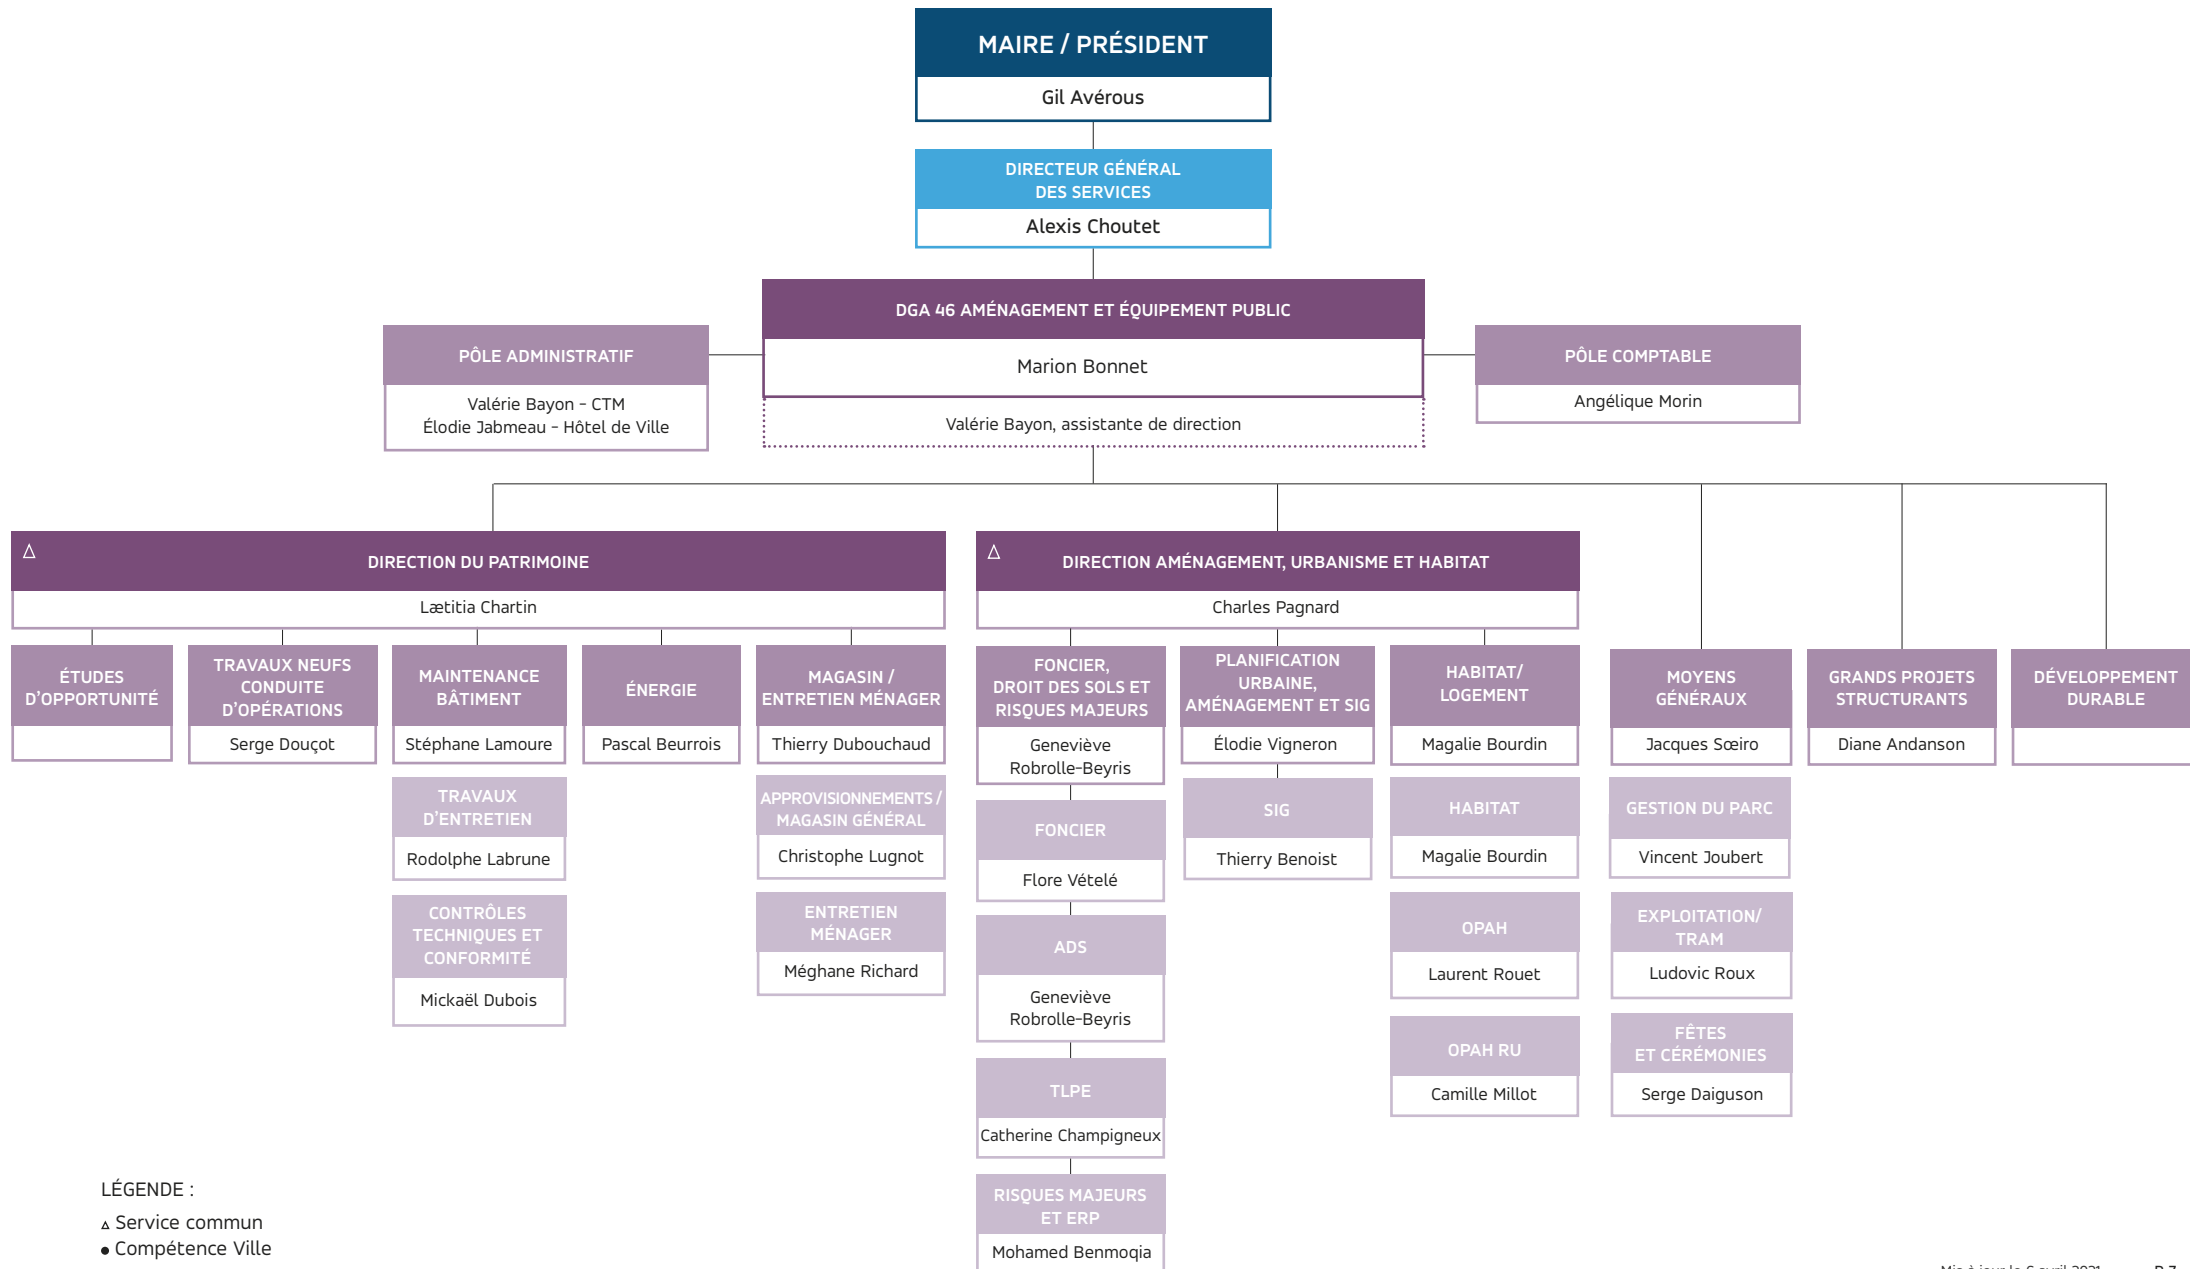 MAIRE / PRÉSIDENT
Gil Avérous
DIRECTEUR GÉNÉRAL
DES SERVICES
Alexis Choutet
DGA 46 AMÉNAGEMENT ET ÉQUIPEMENT PUBLIC
Marion Bonnet
Valérie Bayon, assistante de direction
PÔLE ADMINISTRATIF
Valérie Bayon - CTM
Élodie Jabmeau - Hôtel de Ville
PÔLE COMPTABLE
Angélique Morin
Δ
DIRECTION DU PATRIMOINE
Lætitia Chartin
ÉTUDES
D'OPPORTUNITÉ
TRAVAUX NEUFS
CONDUITE
D'OPÉRATIONS
Serge Douçot
MAINTENANCE
BÂTIMENT
Stéphane Lamoure
TRAVAUX
D'ENTRETIEN
Rodolphe Labrune
CONTRÔLES
TECHNIQUES ET
CONFORMITÉ
Mickaël Dubois
ÉNERGIE
Pascal Beurrois
MAGASIN /
ENTRETIEN MÉNAGER
Thierry Dubouchaud
APPROVISIONNEMENTS /
MAGASIN GÉNÉRAL
Christophe Lugnot
ENTRETIEN
MÉNAGER
Méghane Richard
Δ
DIRECTION AMÉNAGEMENT, URBANISME ET HABITAT
Charles Pagnard
FONCIER,
DROIT DES SOLS ET
RISQUES MAJEURS
Geneviève
Robrolle-Beyris
FONCIER
Flore Vételé
ADS
Geneviève
Robrolle-Beyris
TLPE
Catherine Champigneux
RISQUES MAJEURS
ET ERP
Mohamed Benmoqia
PLANIFICATION
URBAINE,
AMÉNAGEMENT ET SIG
Élodie Vigneron
SIG
Thierry Benoist
HABITAT/
LOGEMENT
Magalie Bourdin
HABITAT
Magalie Bourdin
OPAH
Laurent Rouet
OPAH RU
Camille Millot
MOYENS
GÉNÉRAUX
Jacques Sœiro
GESTION DU PARC
Vincent Joubert
EXPLOITATION/
TRAM
Ludovic Roux
FÊTES
ET CÉRÉMONIES
Serge Daiguson
GRANDS PROJETS
STRUCTURANTS
Diane Andanson
DÉVELOPPEMENT
DURABLE
LÉGENDE :
Δ Service commun
● Compétence Ville